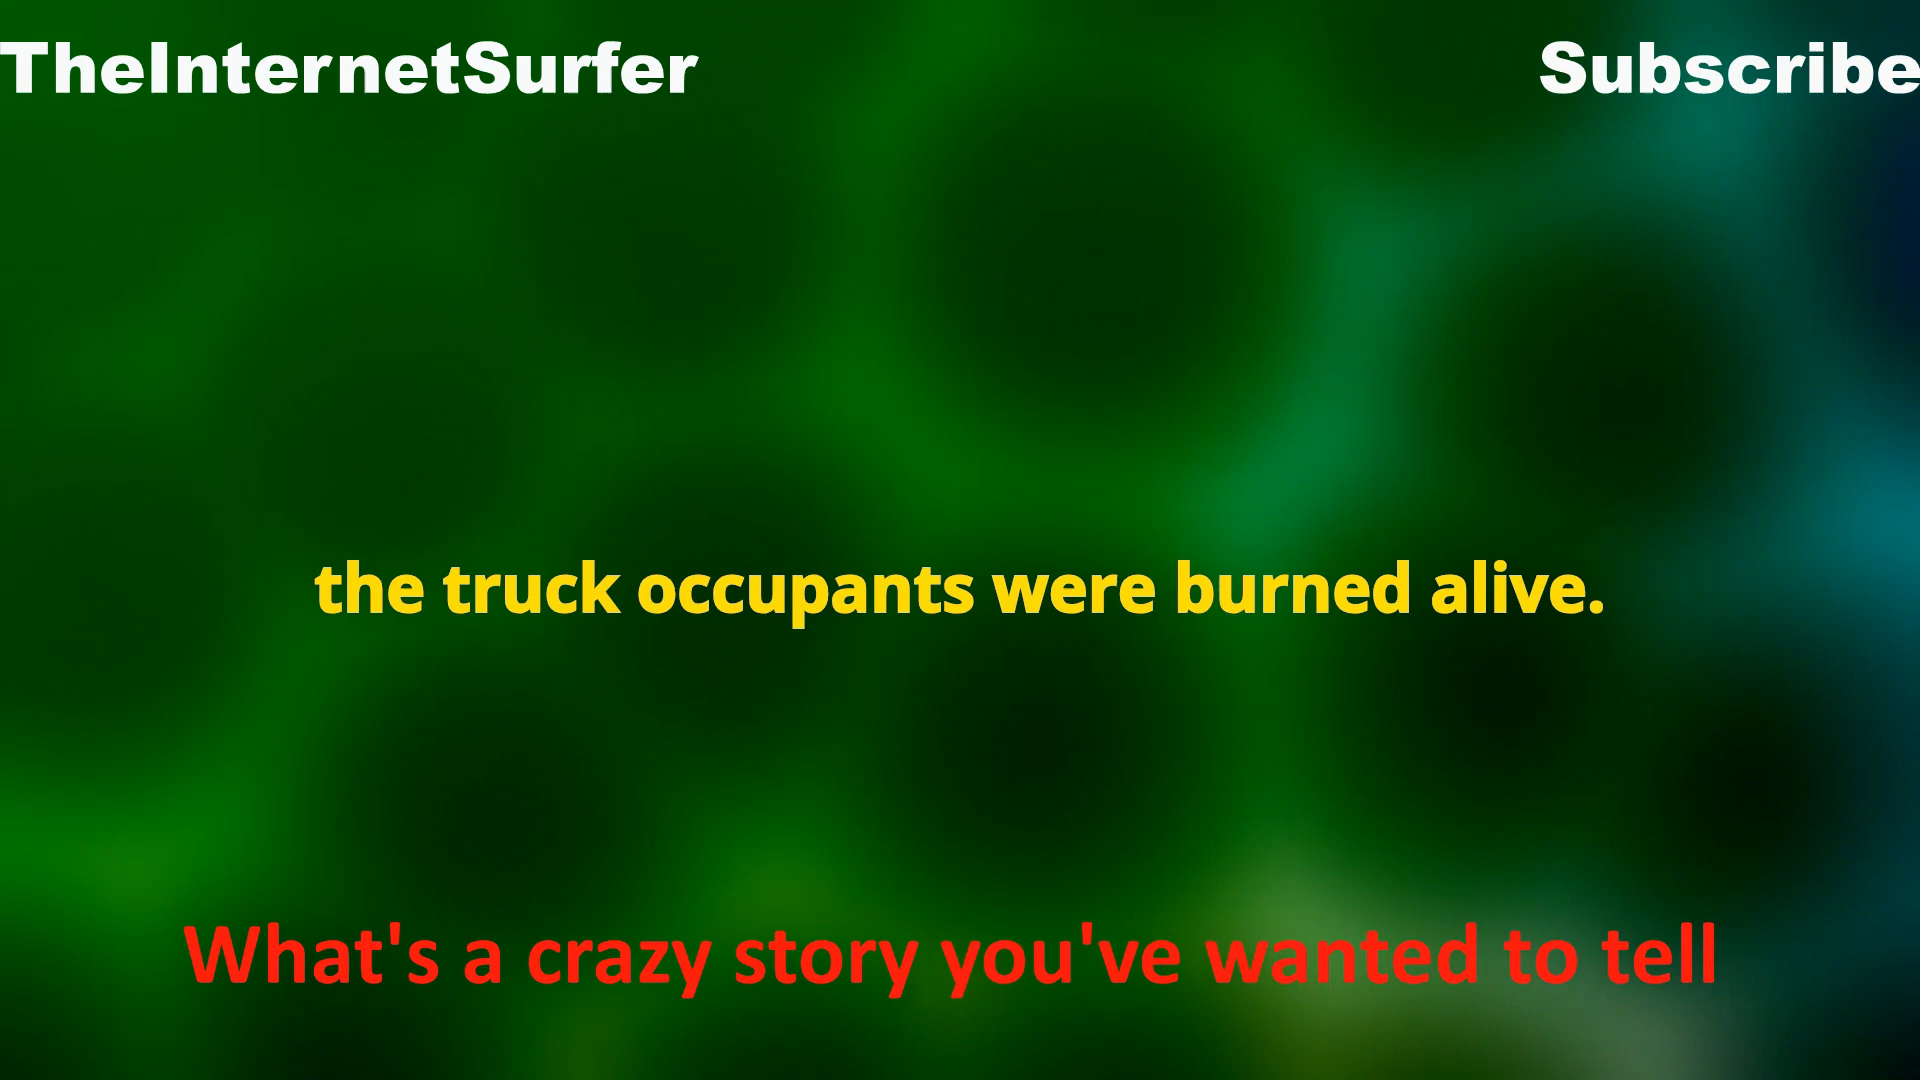 TheInternetSurfer
Subscribe
the truck occupants were burned alive.
What's a crazy story you've wanted to tell